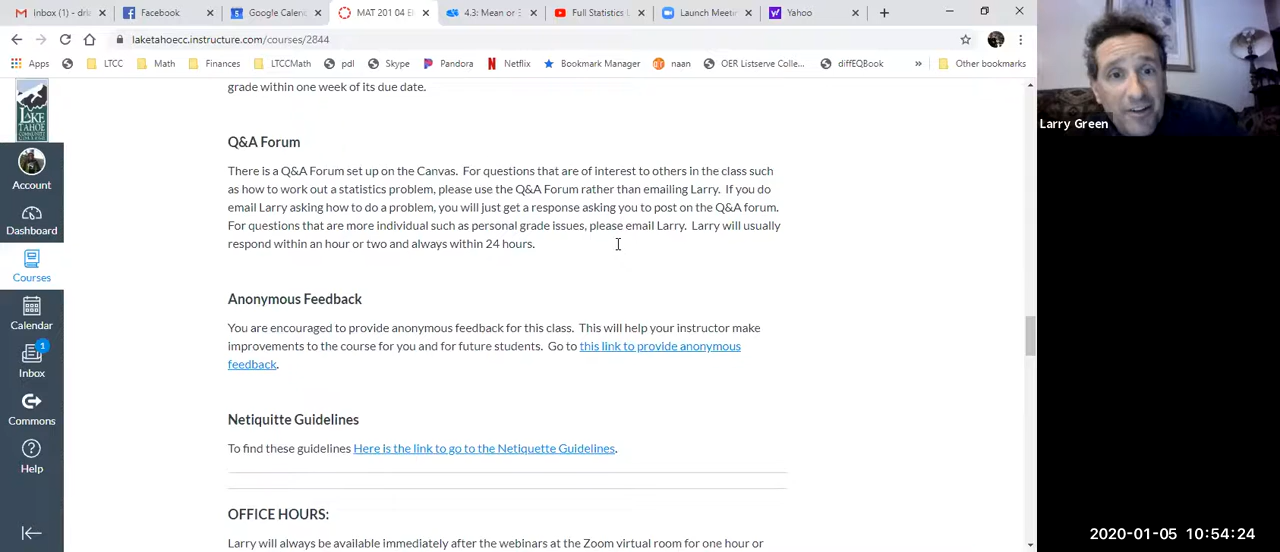 Inbox (1) - drla
Facebook
Google Calen
MAT 201 04 El
4.3: Mean or E
Full Statistics L
Launch Meetin
Yahoo
laketahoecc.instructure.com/courses/2844
Apps
LTCC
Math
Finances
LTCCMath
pdl
Skype
Pandora
Netflix
Bookmark Manager
naan
OER Listserve Colle...
diffEQBook
»
Other bookmarks
LAKE
TAHOE
Account
Dashboard
Courses
Calendar
1
Inbox
Commons
Help
grade within one week of its due date.
Q&A Forum
There is a Q&A Forum set up on the Canvas. For questions that are of interest to others in the class such
as how to work out a statistics problem, please use the Q&A Forum rather than emailing Larry. If you do
email Larry asking how to do a problem, you will just get a response asking you to post on the Q&A forum.
For questions that are more individual such as personal grade issues, please email Larry. Larry will usually
respond within an hour or two and always within 24 hours.
Anonymous Feedback
You are encouraged to provide anonymous feedback for this class. This will help your instructor make
improvements to the course for you and for future students. Go to this link to provide anonymous
feedback.
Netiquitte Guidelines
To find these guidelines Here is the link to go to the Netiquette Guidelines.
OFFICE HOURS:
Larry will always be available immediately after the webinars at the Zoom virtual room for one hour or
Larry Green
2020-01-05 10:54:24